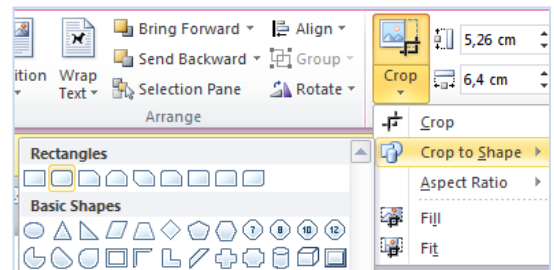 Bring Forward Align
5,26 cm
Send Backward Group
ition Wrap Text
Selection Pane Rotate
Crop 6,4 cm
Arrange
Crop
Rectangles
Crop to Shape
Aspect Ratio
Basic Shapes
7 8 10 12
Fill
Fit